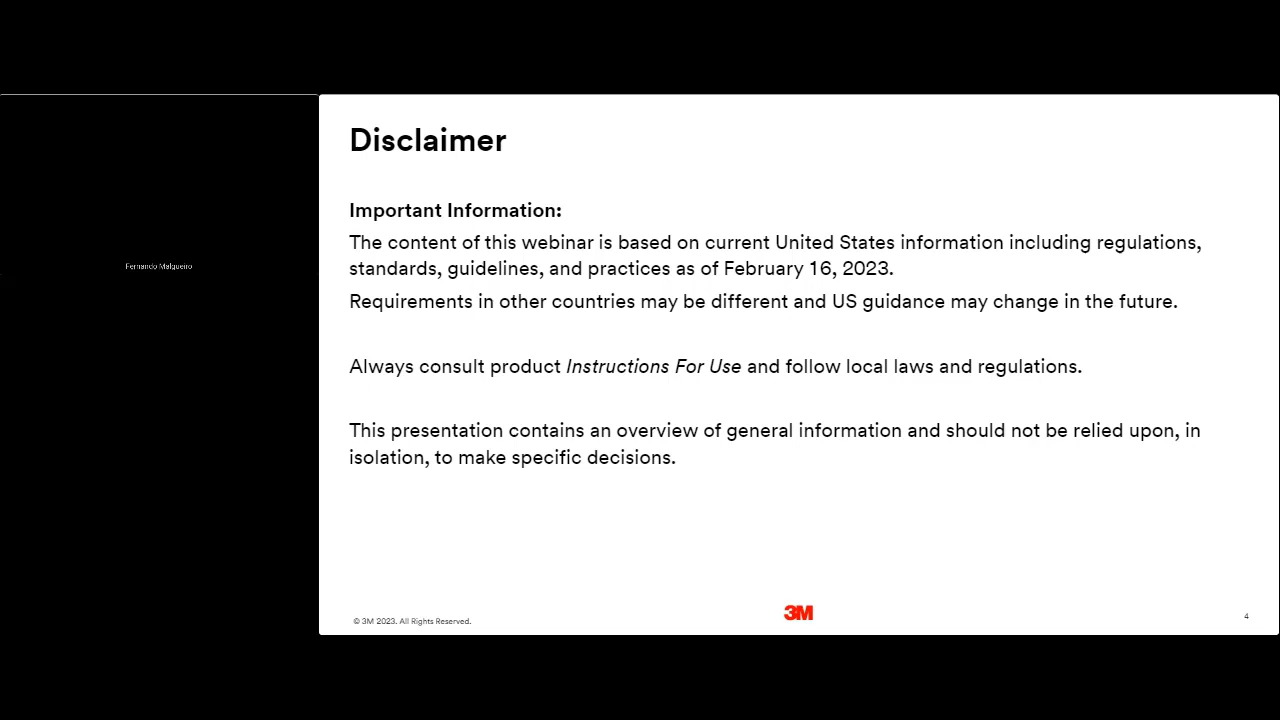 Fernando Malgueiro
Disclaimer
Important Information:
The content of this webinar is based on current United States information including regulations,
standards, guidelines, and practices as of February 16, 2023.
Requirements in other countries may be different and US guidance may change in the future.
Always consult product Instructions For Use and follow local laws and regulations.
This presentation contains an overview of general information and should not be relied upon, in
isolation, to make specific decisions.
© 3M 2023. All Rights Reserved.
3M
4